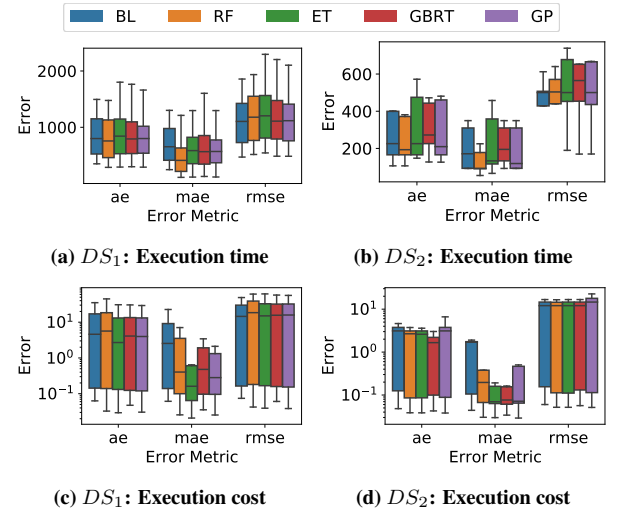 BL RF ET GBRT GP
2000
1000
Error
ae mae rmse
Error Metric
(a) DS1: Execution time
600
400
200
Error
ae mae rmse
Error Metric
(b) DS2: Execution time
10^1
10^0
10^−1
Error
ae mae rmse
Error Metric
(c) DS1: Execution cost
10^1
10^0
10^−1
Error
ae mae rmse
Error Metric
(d) DS2: Execution cost